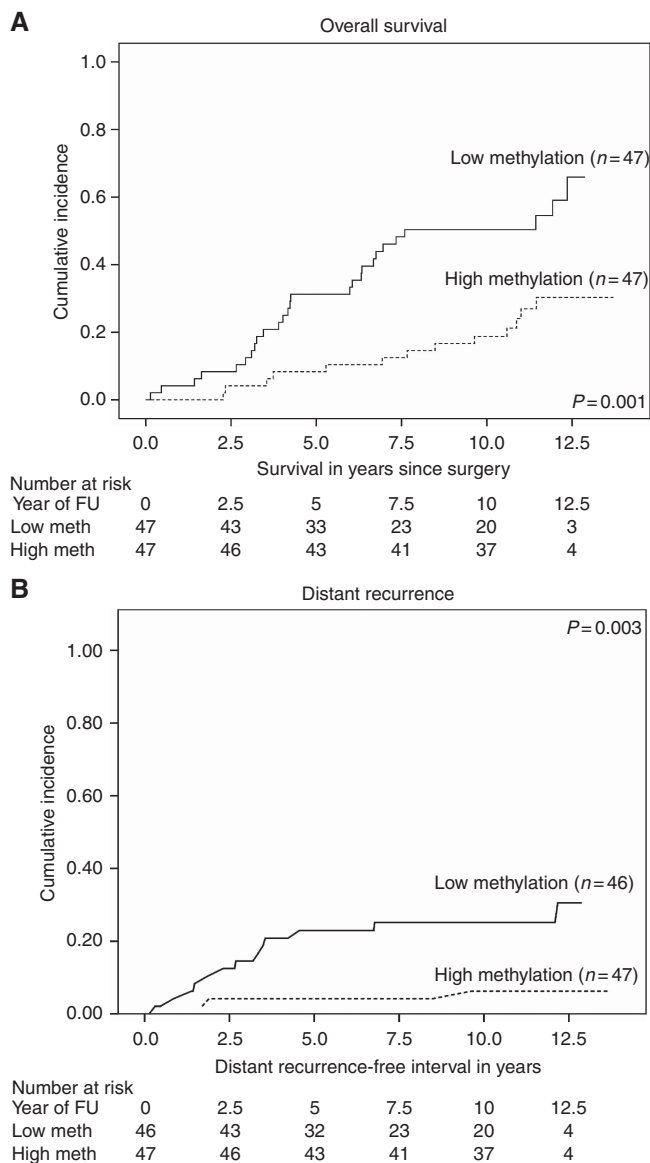 A
Overall survival
Cumulative incidence
1.0
0.8
0.6
0.4
0.2
0.0
Low methylation (n=47)
High methylation (n=47)
P=0.001
0.0 2.5 5.0 7.5 10.0 12.5
Survival in years since surgery
Number at risk
Year of FU 0 2.5 5 7.5 10 12.5
Low meth 47 43 33 23 20 3
High meth 47 46 43 41 37 4
B
Distant recurrence
P=0.003
Cumulative incidence
1.00
0.80
0.60
0.40
0.20
0.00
Low methylation (n=46)
High methylation (n=47)
0.0 2.5 5.0 7.5 10.0 12.5
Distant recurrence-free interval in years
Number at risk
Year of FU 0 2.5 5 7.5 10 12.5
Low meth 46 43 32 23 20 4
High meth 47 46 43 41 37 4